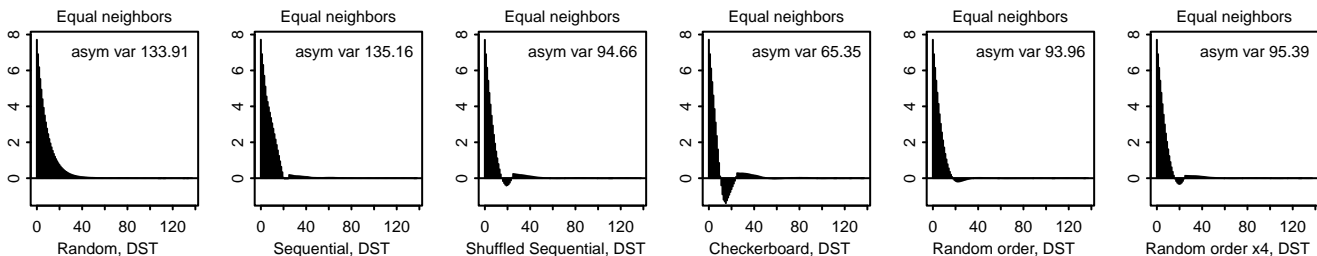 Equal neighbors
asym var 133.91
8
6
4
2
0
0 40 80 120
Random, DST
Equal neighbors
asym var 135.16
8
6
4
2
0
0 40 80 120
Sequential, DST
Equal neighbors
asym var 94.66
8
6
4
2
0
0 40 80 120
Shuffled Sequential, DST
Equal neighbors
asym var 65.35
8
6
4
2
0
0 40 80 120
Checkerboard, DST
Equal neighbors
asym var 93.96
8
6
4
2
0
0 40 80 120
Random order, DST
Equal neighbors
asym var 95.39
8
6
4
2
0
0 40 80 120
Random order x4, DST